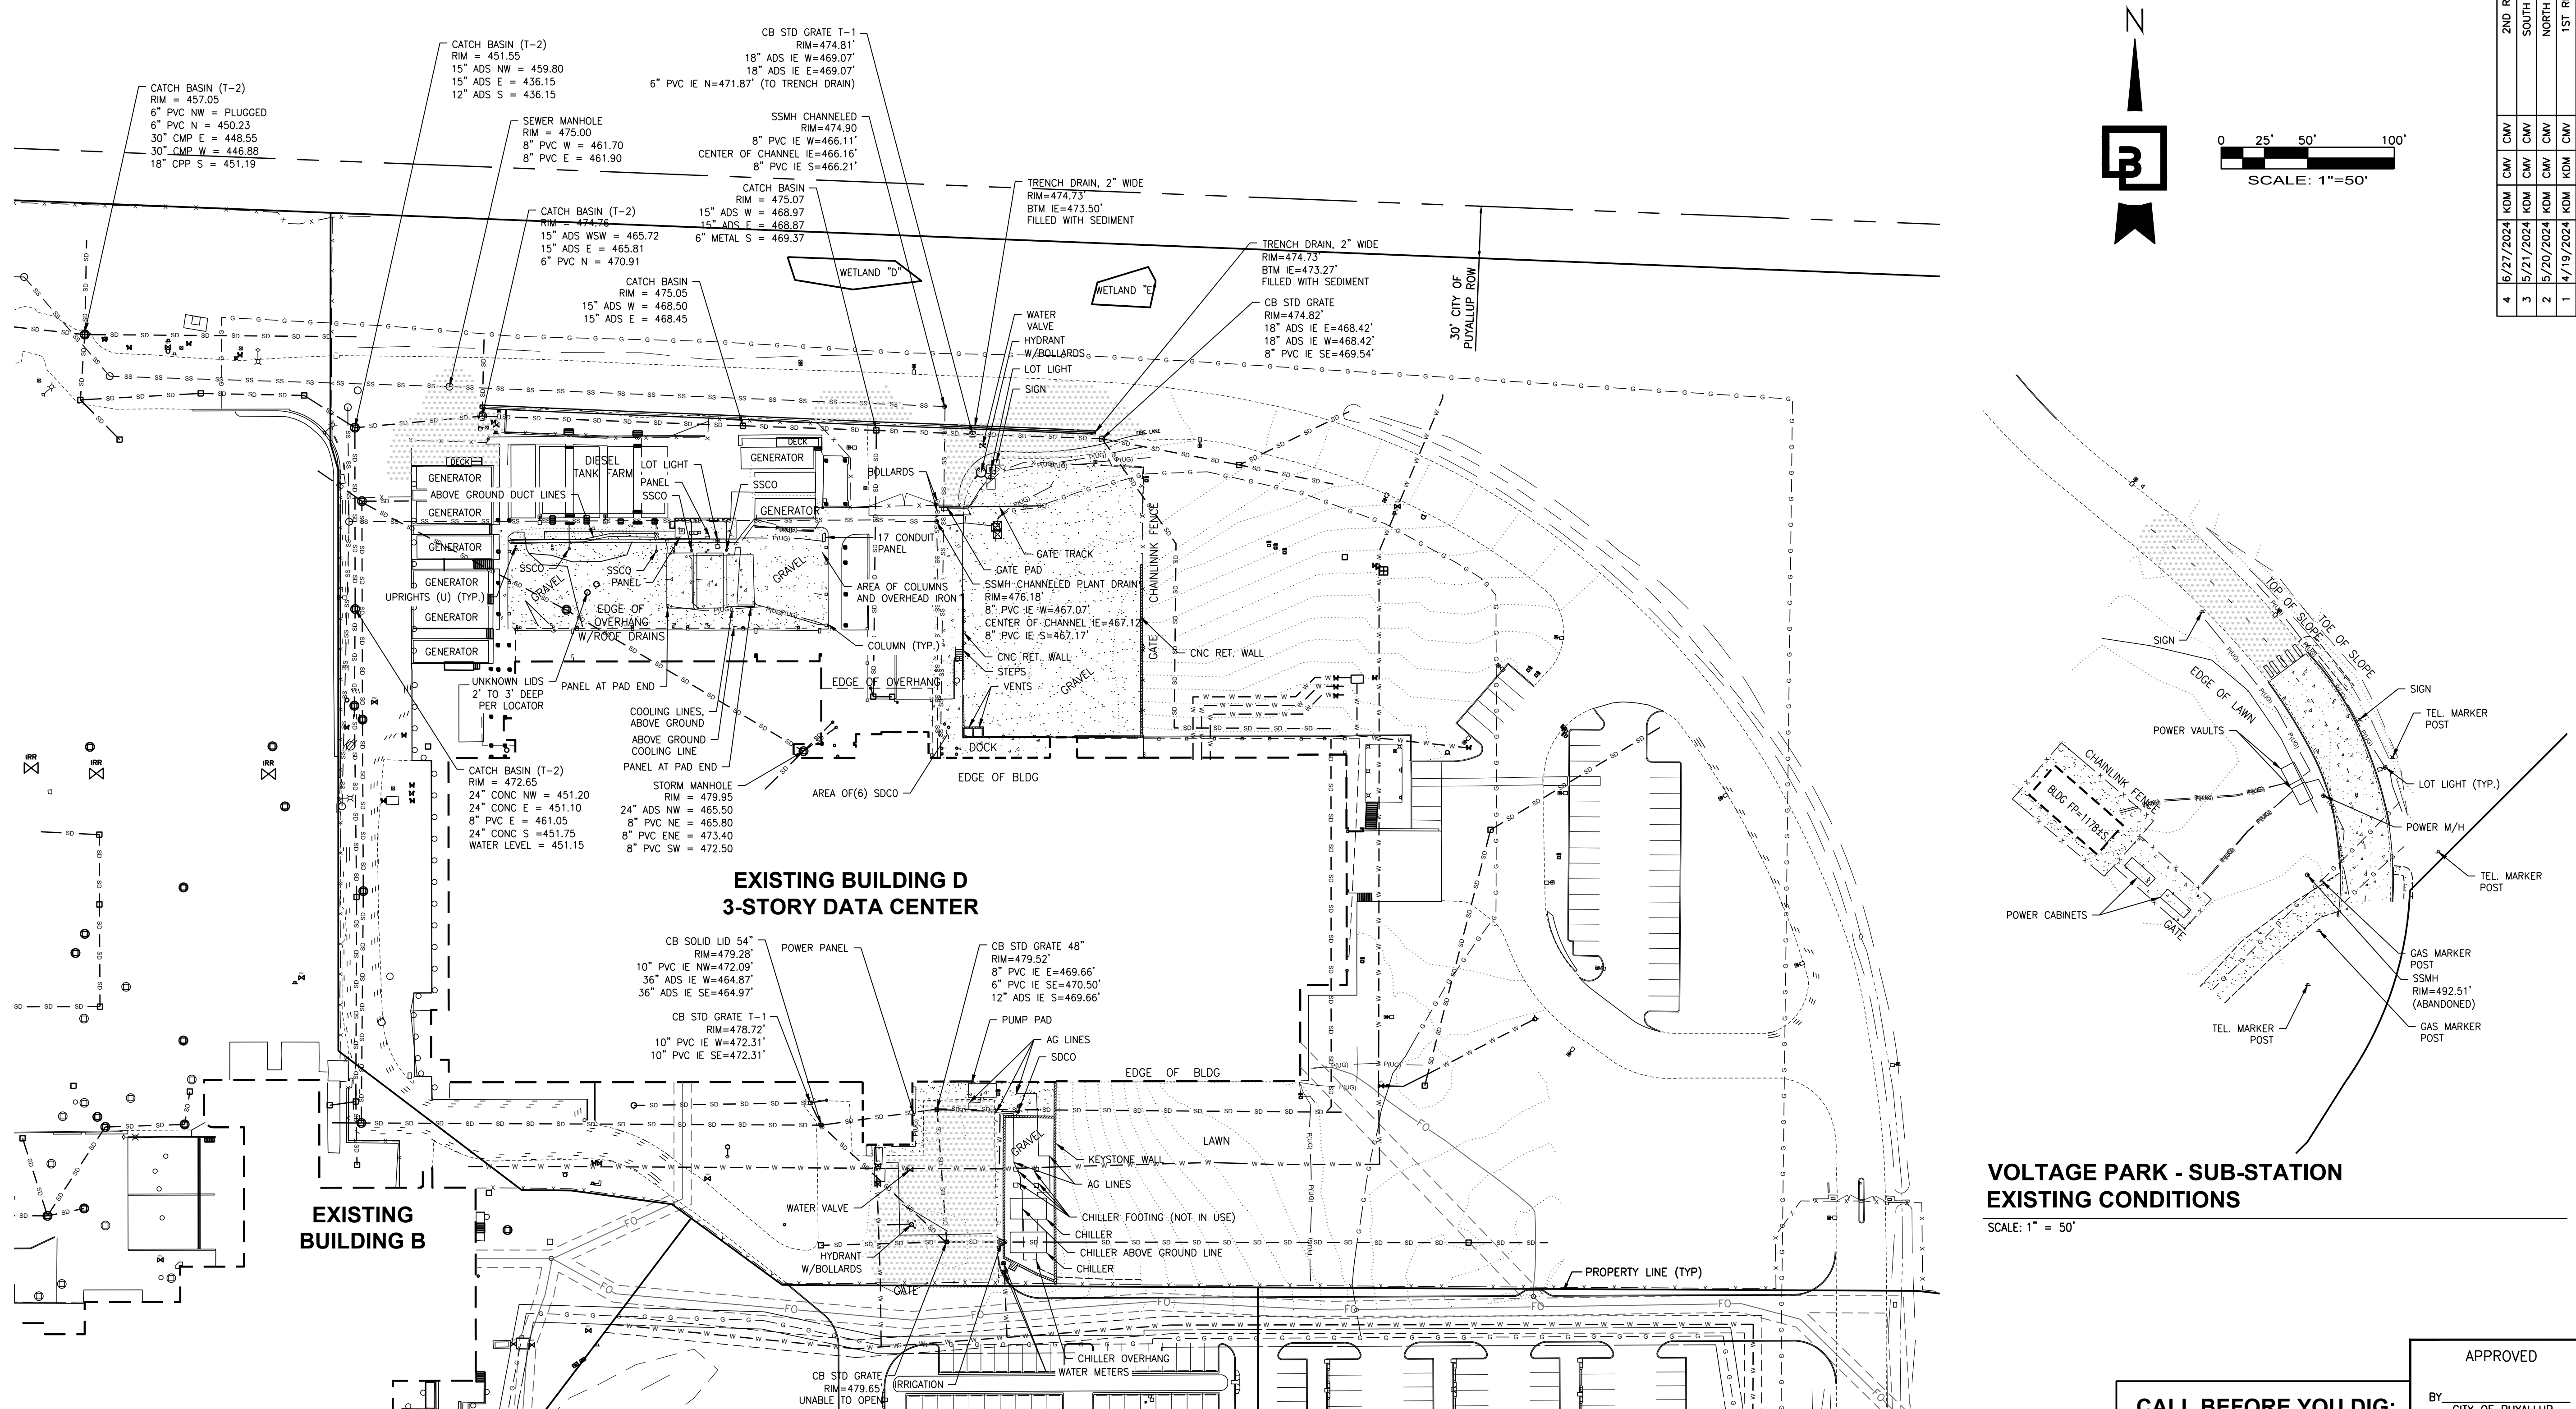 CATCH BASIN (T-2)
RIM = 457.05
6" PVC NW = PLUGGED
6" PVC N = 450.23
30" CMP E = 448.55
30" CMP W = 446.88
18" CPP S = 451.19
CATCH BASIN (T-2)
RIM = 451.55
15" ADS NW = 459.80
15" ADS E = 436.15
12" ADS S = 436.15
SEWER MANHOLE
RIM = 475.00
8" PVC W = 461.70
8" PVC E = 461.90
CATCH BASIN (T-2)
RIM = 474.76
15" ADS WSW = 465.72
15" ADS E = 465.81
6" PVC N = 470.91
CB STD GRATE T-1
RIM=474.81'
18" ADS IE W=469.07'
18" ADS IE E=469.07'
6" PVC IE N=471.87' (TO TRENCH DRAIN)
SSMH CHANNELED
RIM=474.90
8" PVC IE W=466.11'
CENTER OF CHANNEL IE=466.16'
8" PVC IE S=466.21'
CATCH BASIN
RIM = 475.07
15" ADS W = 468.97
15" ADS E = 468.87
6" METAL S = 469.37
CATCH BASIN
RIM = 475.05
15" ADS W = 468.50
15" ADS E = 468.45
TRENCH DRAIN, 2" WIDE
RIM=474.73'
BTM IE=473.50'
FILLED WITH SEDIMENT
TRENCH DRAIN, 2" WIDE
RIM=474.73'
BTM IE=473.27'
FILLED WITH SEDIMENT
CB STD GRATE
RIM=474.82'
18" ADS IE E=468.42'
18" ADS IE W=468.42'
8" PVC IE SE=469.54'
WETLAND "D"
WETLAND "E"
30' CITY OF
PUYALLUP ROW
WATER
VALVE
HYDRANT
W/BOLLARDS
LOT LIGHT
SIGN
FIRE LANE
N
B
0 25' 50' 100'
SCALE: 1"=50'
4 6/27/2024 KDM CMV CMV 2ND R
3 5/21/2024 KDM CMV CMV SOUTH
2 5/20/2024 KDM CMV CMV NORTH
1 4/19/2024 KDM KDM CMV 1ST R
DECK
GENERATOR
GENERATOR
GENERATOR
GENERATOR
GENERATOR
GENERATOR
DIESEL
TANK FARM
ABOVE GROUND DUCT LINES
LOT LIGHT
PANEL
SSCO
SSCO
DECK
GENERATOR
GENERATOR
BOLLARDS
17 CONDUIT
PANEL
AREA OF COLUMNS
AND OVERHEAD IRON
COLUMN (TYP.)
SSCO
SSCO
PANEL
GRAVEL
GRAVEL
UPRIGHTS (U) (TYP.)
EDGE OF
OVERHANG
W/ROOF DRAINS
UNKNOWN LIDS
2' TO 3' DEEP
PER LOCATOR
PANEL AT PAD END
COOLING LINES,
ABOVE GROUND
ABOVE GROUND
COOLING LINE
PANEL AT PAD END
EDGE OF OVERHANG
GATE TRACK
GATE PAD
SSMH CHANNELED PLANT DRAIN
RIM=476.18'
8" PVC IE W=467.07'
CENTER OF CHANNEL IE=467.12
8" PVC IE S=467.17'
CNC RET. WALL
STEPS
VENTS
GRAVEL
CHAINLINNK FENCE
GATE
CNC RET. WALL
DOCK
EDGE OF BLDG
AREA OF(6) SDCO
IRR
IRR
IRR
CATCH BASIN (T-2)
RIM = 472.65
24" CONC NW = 451.20
24" CONC E = 451.10
8" PVC E = 461.05
24" CONC S =451.75
WATER LEVEL = 451.15
STORM MANHOLE
RIM = 479.95
24" ADS NW = 465.50
8" PVC NE = 465.80
8" PVC ENE = 473.40
8" PVC SW = 472.50
EXISTING BUILDING D
3-STORY DATA CENTER
CB SOLID LID 54"
RIM=479.28'
10" PVC IE NW=472.09'
36" ADS IE W=464.87'
36" ADS IE SE=464.97'
POWER PANEL
CB STD GRATE 48"
RIM=479.52'
8" PVC IE E=469.66'
6" PVC IE SE=470.50'
12" ADS IE S=469.66'
CB STD GRATE T-1
RIM=478.72'
10" PVC IE W=472.31'
10" PVC IE SE=472.31'
PUMP PAD
AG LINES
SDCO
EDGE OF BLDG
LAWN
GRAVEL
KEYSTONE WALL
AG LINES
WATER VALVE
CHILLER FOOTING (NOT IN USE)
CHILLER
CHILLER ABOVE GROUND LINE
CHILLER
HYDRANT
W/BOLLARDS
GATE
PROPERTY LINE (TYP)
EXISTING
BUILDING B
CHILLER OVERHANG
WATER METERS
IRRIGATION
CB STD GRATE
RIM=479.65'
UNABLE TO OPEN
TOP OF SLOPE
TOE OF SLOPE
SIGN
EDGE OF LAWN
SIGN
TEL. MARKER
POST
POWER VAULTS
LOT LIGHT (TYP.)
CHAINLINK FENCE
BLDG FP=1178±S
POWER M/H
TEL. MARKER
POST
POWER CABINETS
GATE
GAS MARKER
POST
SSMH
RIM=492.51'
(ABANDONED)
TEL. MARKER
POST
GAS MARKER
POST
VOLTAGE PARK - SUB-STATION
EXISTING CONDITIONS
SCALE: 1" = 50'
APPROVED
BY
CITY OF PUYALLUP
CALL BEFORE YOU DIG: